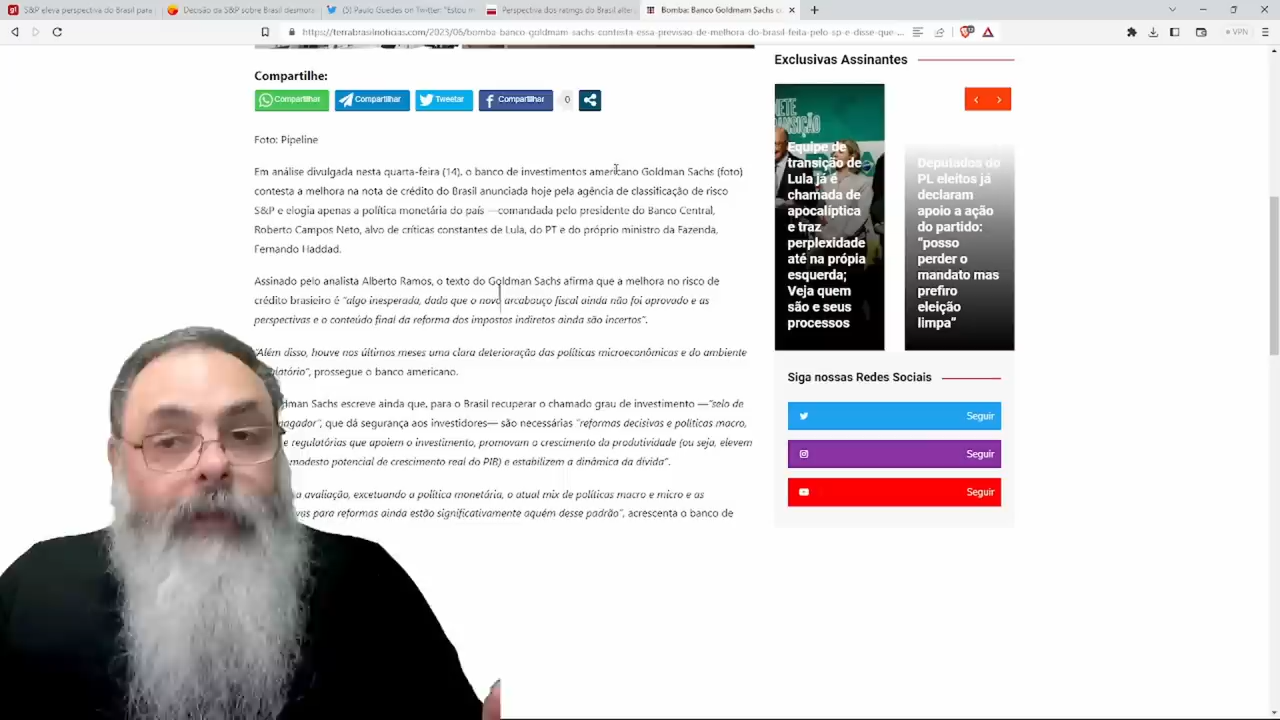 S&P eleva perspectiva do Brasil para
Decisão da S&P sobre Brasil desmora
(5) Paulo Guedes on Twitter: "Estou m
Perspectiva dos ratings do Brasil alte
Bomba: Banco Goldmam Sachs c
https://terrabrasilnoticias.com/2023/06/bomba-banco-goldmam-sachs-contesta-essa-previsao-de-melhora-do-brasil-feita-pelo-sp-e-disse-que-...
VPN
Compartilhe:
Compartilhar
Compartilhar
Tweetar
Compartilhar
0
Foto: Pipeline
Em análise divulgada nesta quarta-feira (14), o banco de investimentos americano Goldman Sachs (foto)
contesta a melhora na nota de crédito do Brasil anunciada hoje pela agência de classificação de risco
S&P e elogia apenas a política monetária do país —comandada pelo presidente do Banco Central,
Roberto Campos Neto, alvo de críticas constantes de Lula, do PT e do próprio ministro da Fazenda,
Fernando Haddad.
Assinado pelo analista Alberto Ramos, o texto do Goldman Sachs afirma que a melhora no risco de
crédito brasieiro é "algo inesperada, dado que o novo arcabouço fiscal ainda não foi aprovado e as
perspectivas e o conteúdo final da reforma dos impostos indiretos ainda são incertos".
"Além disso, houve nos últimos meses uma clara deterioração das políticas microeconômicas e do ambiente
ulatório", prossegue o banco americano.
dman Sachs escreve ainda que, para o Brasil recuperar o chamado grau de investimento —"selo de
pagador", que dá segurança aos investidores— são necessárias "reformas decisivas e políticas macro,
e regulatórias que apoiem o investimento, promovam o crescimento da produtividade (ou seja, elevem
modesto potencial de crescimento real do PIB) e estabilizem a dinâmica da dívida".
a avaliação, excetuando a política monetária, o atual mix de políticas macro e micro e as
vas para reformas ainda estão significativamente aquém desse padrão", acrescenta o banco de
Exclusivas Assinantes
NETE
TRANSIÇÃO
Equipe de
transição de
Lula já é
chamada de
apocalíptica
e traz
perplexidade
até na própia
esquerda;
Veja quem
são e seus
processos
Deputados do
PL eleitos já
declaram
apoio a ação
do partido:
"posso
perder o
mandato mas
prefiro
eleição
limpa"
Siga nossas Redes Sociais
Seguir
Seguir
Seguir